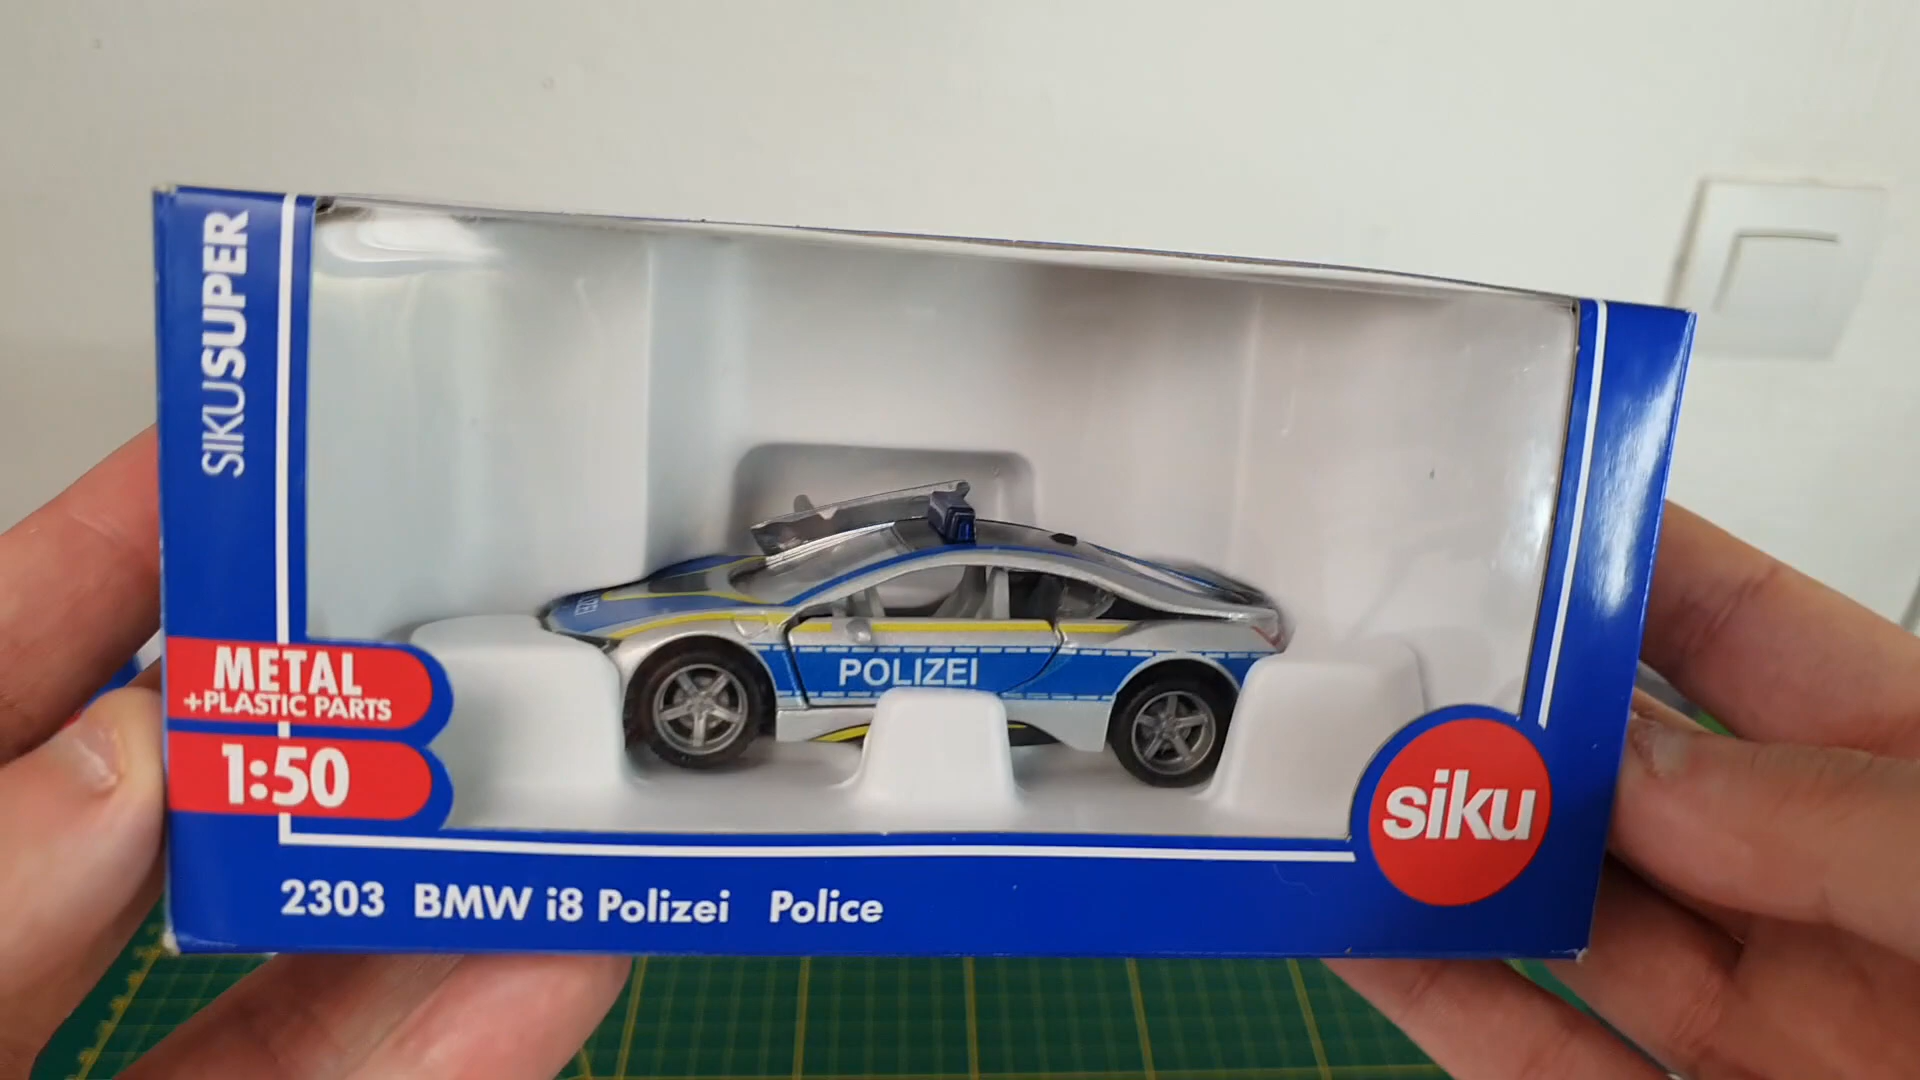 SIKUSUPER
POLIZEI
METAL
+PLASTIC PARTS
1:50
siku
2303 BMW i8 Polizei Police